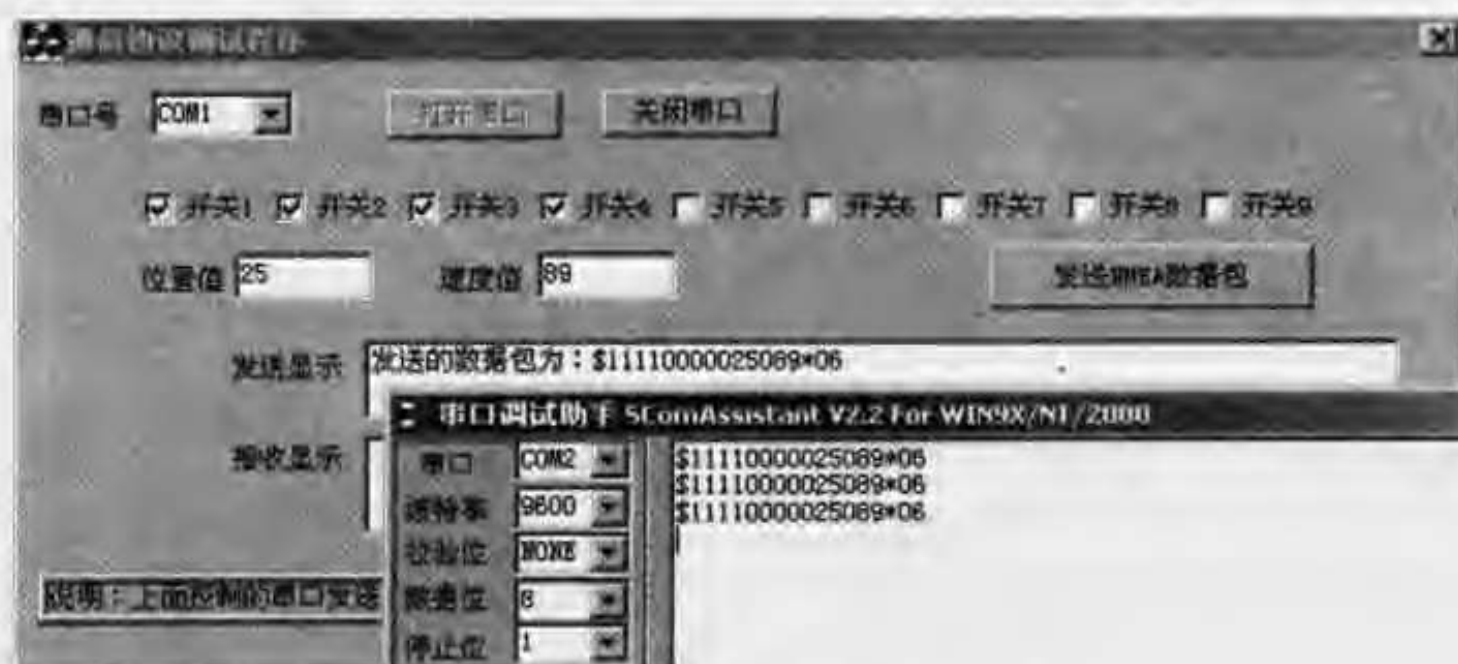 通信协议调试程序
串口号 COM1 打开串口 关闭串口
开关1 开关2 开关3 开关4 开关5 开关6 开关7 开关8 开关9
位置值 25 速度值 89 发送NMEA数据包
发送显示 发送的数据包为：$111100000025089*06
串口调试助手 SComAssistant V2.2 For WIN9X/NT/2000
接收显示
串口 COM2 $111100000025089*06
$111100000025089*06
波特率 9600 $111100000025089*06
校验位 NONE
说明：上面控制的串口发送 数据位 8
停止位 1